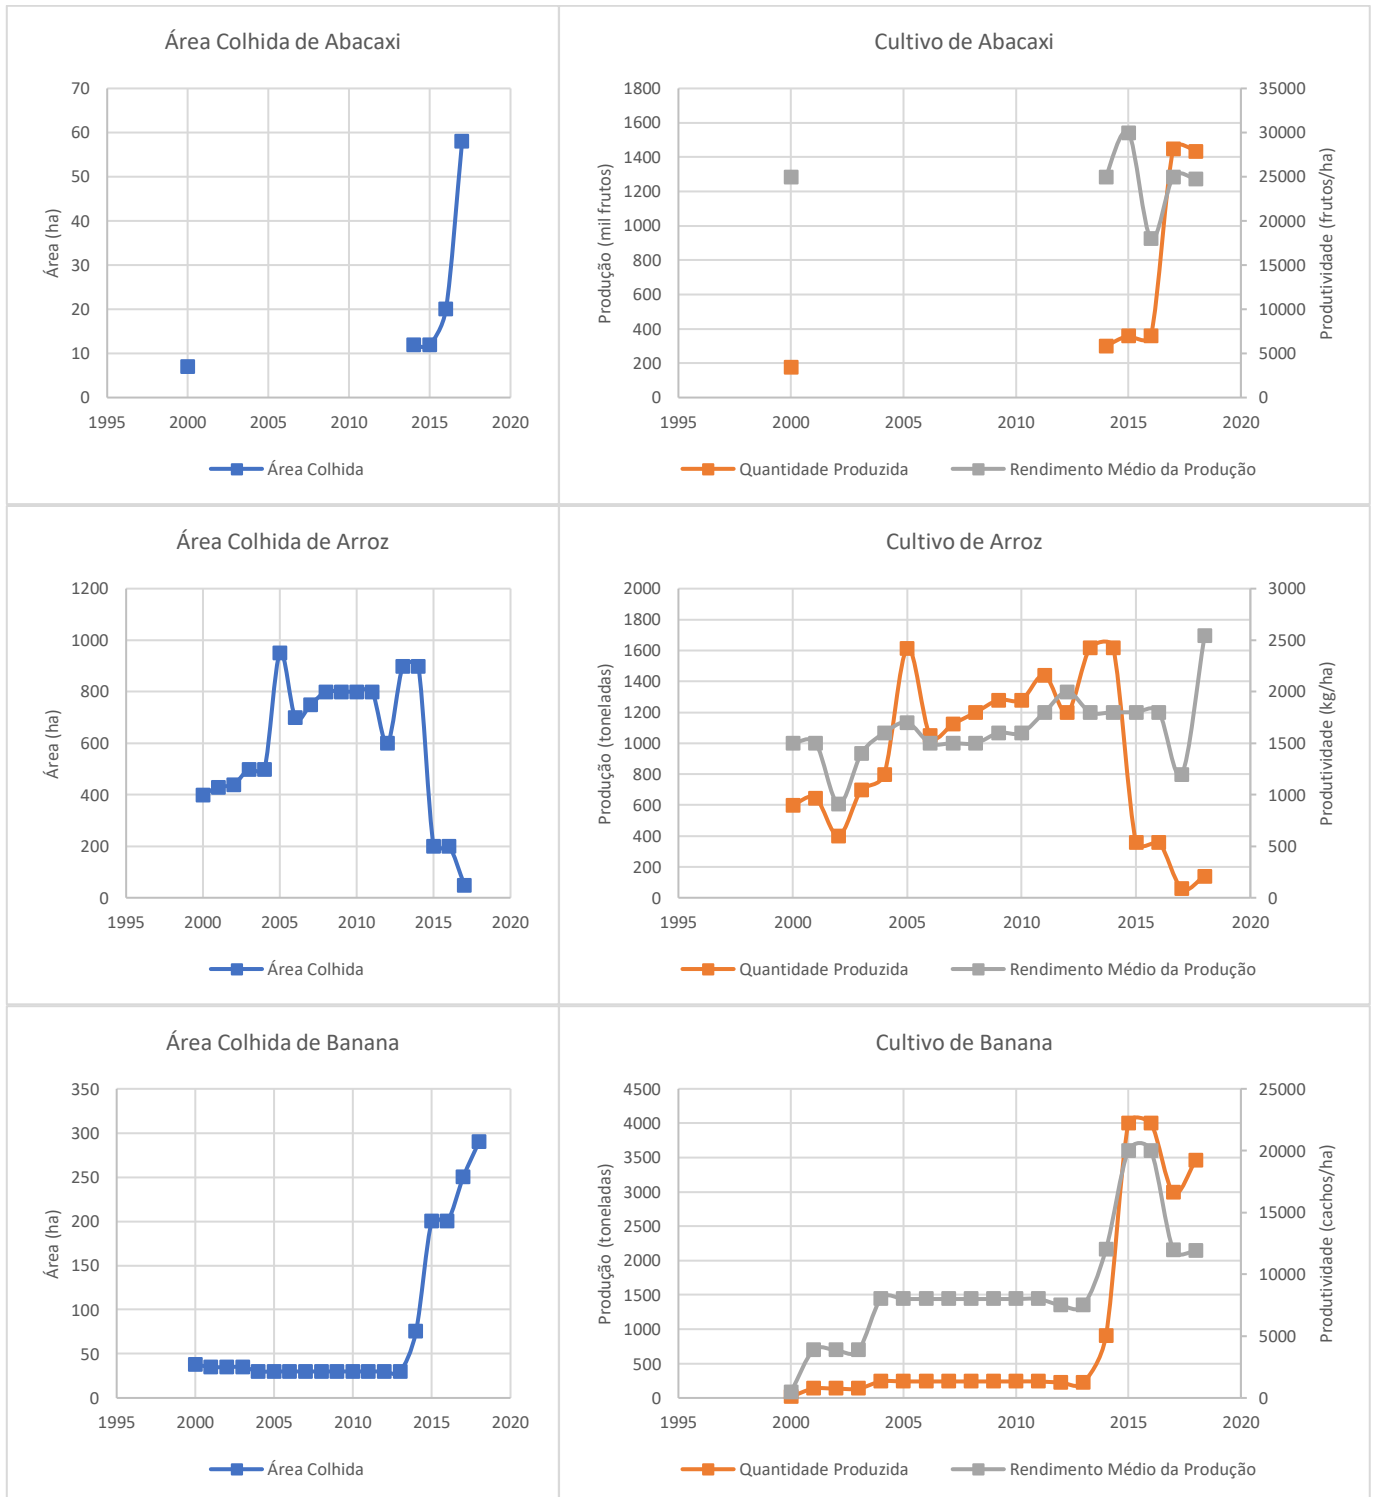 Área Colhida de Abacaxi
70
60
50
40
30
20
10
0
Área (ha)
1995 2000 2005 2010 2015 2020
Área Colhida
Cultivo de Abacaxi
1800
1600
1400
1200
1000
800
600
400
200
0
Produção (mil frutos)
35000
30000
25000
20000
15000
10000
5000
0
Produtividade (frutos/ha)
1995 2000 2005 2010 2015 2020
Quantidade Produzida Rendimento Médio da Produção
Área Colhida de Arroz
1200
1000
800
600
400
200
0
Área (ha)
1995 2000 2005 2010 2015 2020
Área Colhida
Cultivo de Arroz
2000
1800
1600
1400
1200
1000
800
600
400
200
0
Produção (toneladas)
3000
2500
2000
1500
1000
500
0
Produtividade (kg/ha)
1995 2000 2005 2010 2015 2020
Quantidade Produzida Rendimento Médio da Produção
Área Colhida de Banana
350
300
250
200
150
100
50
0
Área (ha)
1995 2000 2005 2010 2015 2020
Área Colhida
Cultivo de Banana
4500
4000
3500
3000
2500
2000
1500
1000
500
0
Produção (toneladas)
25000
20000
15000
10000
5000
0
Produtividade (cachos/ha)
1995 2000 2005 2010 2015 2020
Quantidade Produzida Rendimento Médio da Produção